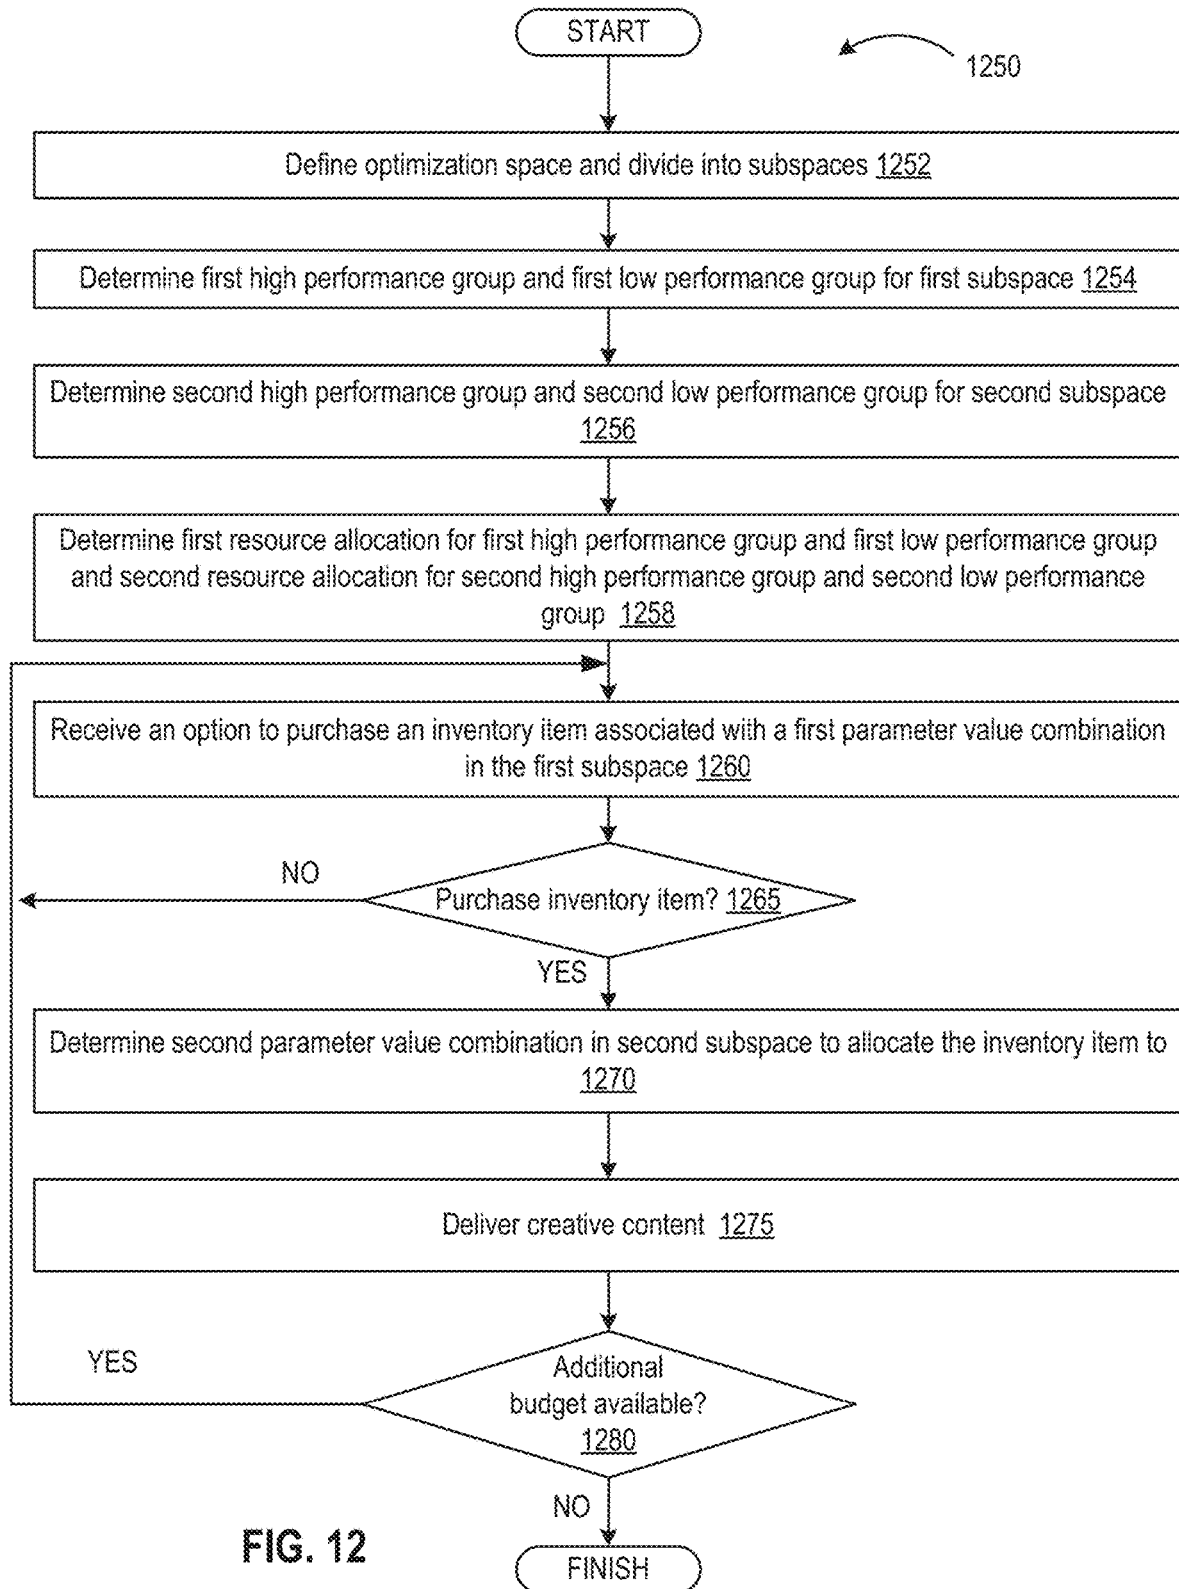 START
1250
Define optimization space and divide into subspaces 1252
Determine first high performance group and first low performance group for first subspace 1254
Determine second high performance group and second low performance group for second subspace
1256
Determine first resource allocation for first high performance group and first low performance group
and second resource allocation for second high performance group and second low performance
group 1258
Receive an option to purchase an inventory item associated with a first parameter value combination
in the first subspace 1260
NO
Purchase inventory item? 1265
YES
Determine second parameter value combination in second subspace to allocate the inventory item to
1270
Deliver creative content 1275
YES
Additional
budget available?
1280
NO
FIG. 12
FINISH